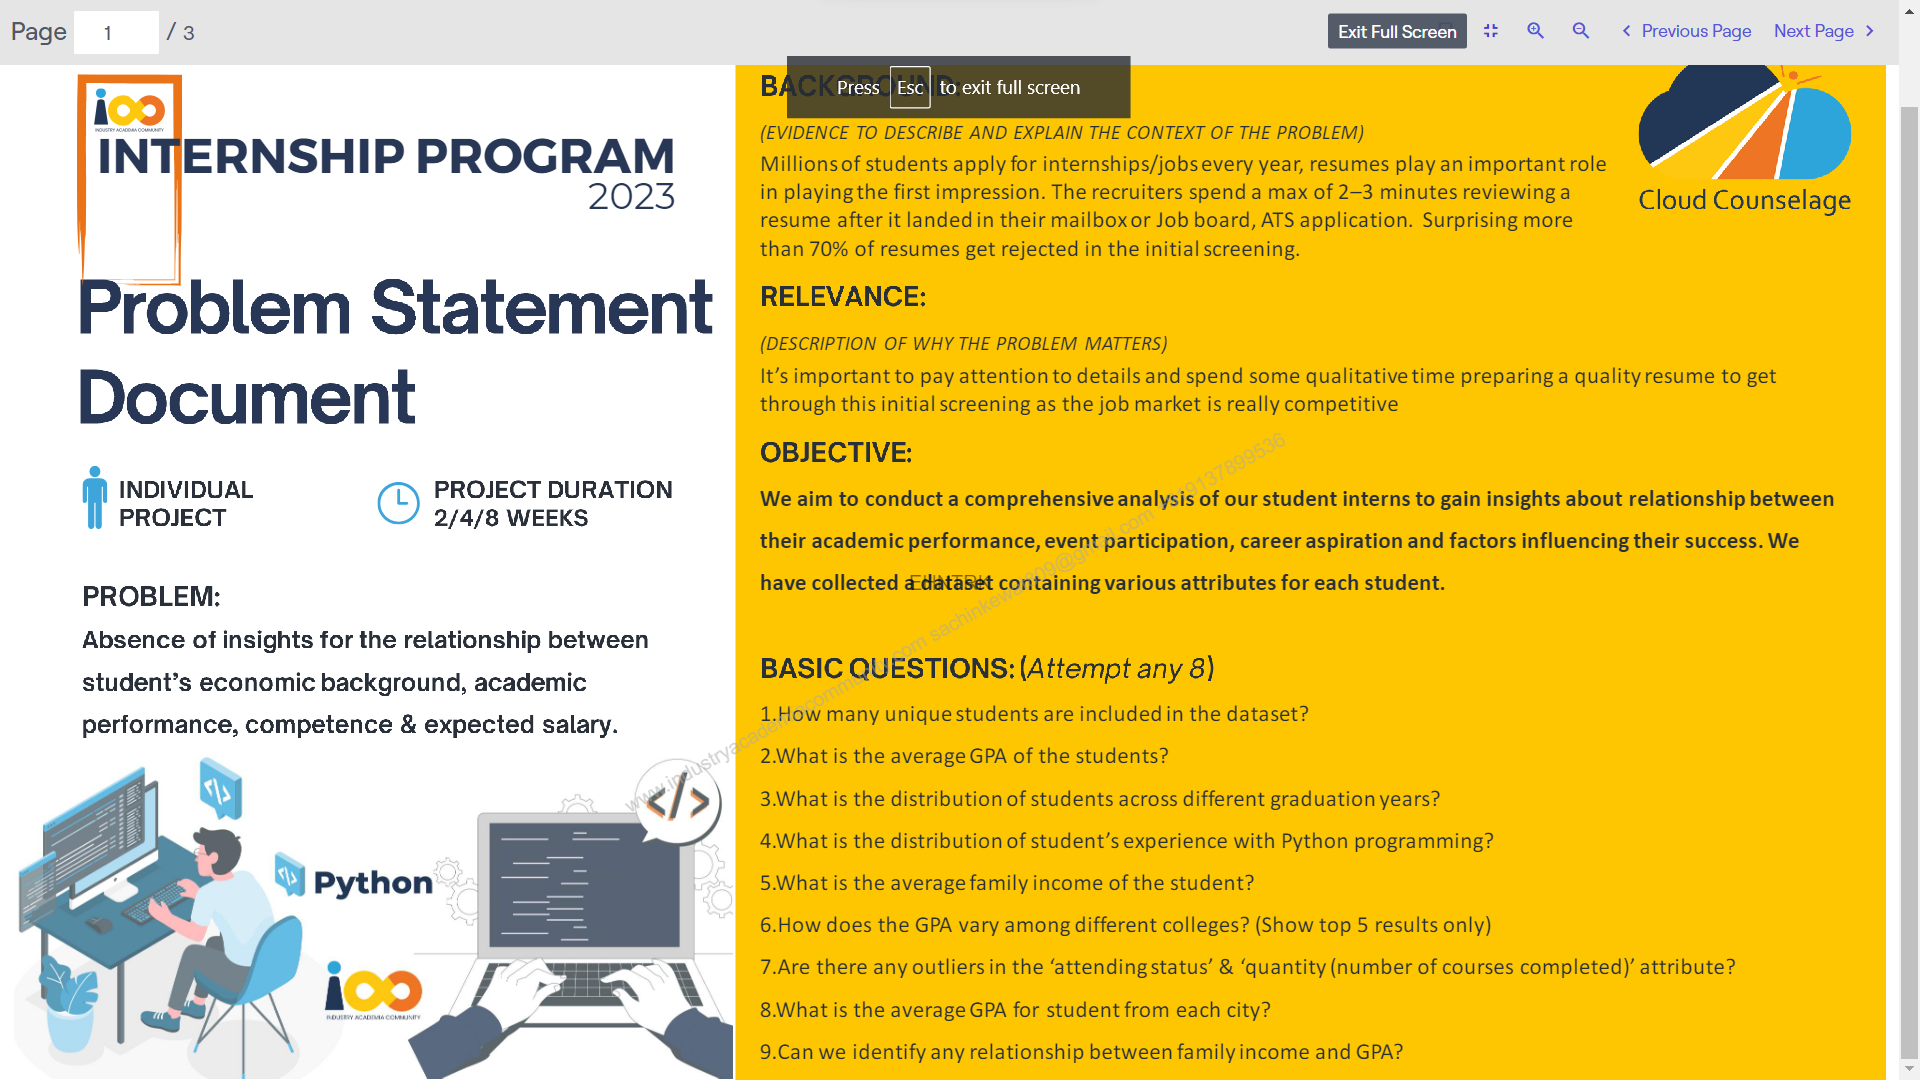 Page 1 / 3
Exit Full Screen
Previous Page
Next Page
Press Esc to exit full screen
INDUSTRY ACADEMIA COMMUNITY
INTERNSHIP PROGRAM
2023
Problem Statement
Document
INDIVIDUAL
PROJECT
PROJECT DURATION
2/4/8 WEEKS
PROBLEM:
Absence of insights for the relationship between
student's economic background, academic
performance, competence & expected salary.
</>
Python
INDUSTRY ACADEMIA COMMUNITY
BACKGROUND:
(EVIDENCE TO DESCRIBE AND EXPLAIN THE CONTEXT OF THE PROBLEM)
Millions of students apply for internships/jobs every year, resumes play an important role
in playing the first impression. The recruiters spend a max of 2–3 minutes reviewing a
resume after it landed in their mailbox or Job board, ATS application. Surprising more
than 70% of resumes get rejected in the initial screening.
Cloud Counselage
RELEVANCE:
(DESCRIPTION OF WHY THE PROBLEM MATTERS)
It's important to pay attention to details and spend some qualitative time preparing a quality resume to get
through this initial screening as the job market is really competitive
OBJECTIVE:
We aim to conduct a comprehensive analysis of our student interns to gain insights about relationship between
their academic performance, event participation, career aspiration and factors influencing their success. We
have collected a dataset containing various attributes for each student.
BASIC QUESTIONS: (Attempt any 8)
1.How many unique students are included in the dataset?
2.What is the average GPA of the students?
3.What is the distribution of students across different graduation years?
4.What is the distribution of student's experience with Python programming?
5.What is the average family income of the student?
6.How does the GPA vary among different colleges? (Show top 5 results only)
7.Are there any outliers in the 'attending status' & 'quantity (number of courses completed)' attribute?
8.What is the average GPA for student from each city?
9.Can we identify any relationship between family income and GPA?